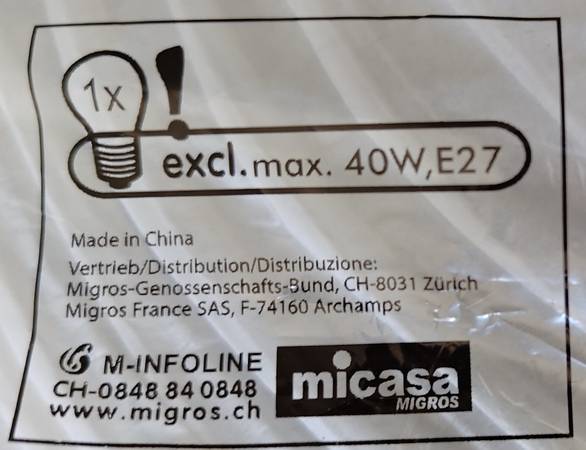 1x
excl.max. 40W,E27
Made in China
Vertrieb/Distribution/Distribuzione:
Migros-Genossenschafts-Bund, CH-8031 Zürich
Migros France SAS, F-74160 Archamps
M-INFOLINE
CH-0848 84 0848
www.migros.ch
micasa
MIGROS